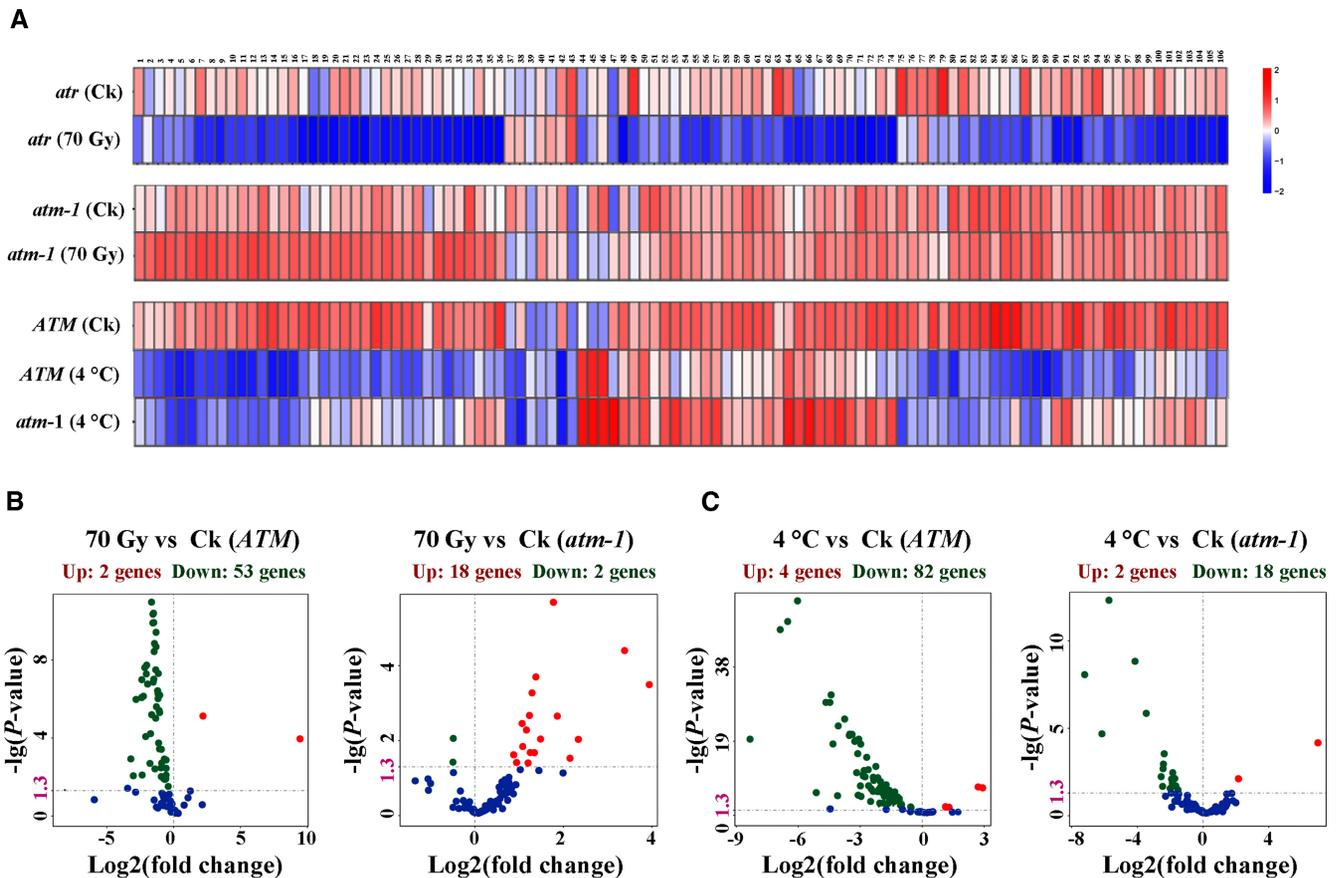 A
1 2 3 4 5 6 7 8 9 10 11 12 13 14 15 16 17 18 19 20 21 22 23 24 25 26 27 28 29 30 31 32 33 34 35 36 37 38 39 40 41 42 43 44 45 46 47 48 49 50 51 52 53 54 55 56 57 58 59 60 61 62 63 64 65 66 67 68 69 70 71 72 73 74 75 76 77 78 79 80 81 82 83 84 85 86 87 88 89 90 91 92 93 94 95 96 97 98 99 100 101 102 103 104 105 106
atr (Ck)
atr (70 Gy)
atm-1 (Ck)
atm-1 (70 Gy)
ATM (Ck)
ATM (4 °C)
atm-1 (4 °C)
2
1
0
−1
−2
B
70 Gy vs Ck (ATM)
Up: 2 genes Down: 53 genes
-lg(P-value)
8
4
1.3
0
-5 0 5 10
Log2(fold change)
70 Gy vs Ck (atm-1)
Up: 18 genes Down: 2 genes
-lg(P-value)
4
2
1.3
0
0 2 4
Log2(fold change)
C
4 °C vs Ck (ATM)
Up: 4 genes Down: 82 genes
-lg(P-value)
38
19
1.3
0
-9 -6 -3 0 3
Log2(fold change)
4 °C vs Ck (atm-1)
Up: 2 genes Down: 18 genes
-lg(P-value)
10
5
1.3
0
-8 -4 0 4
Log2(fold change)